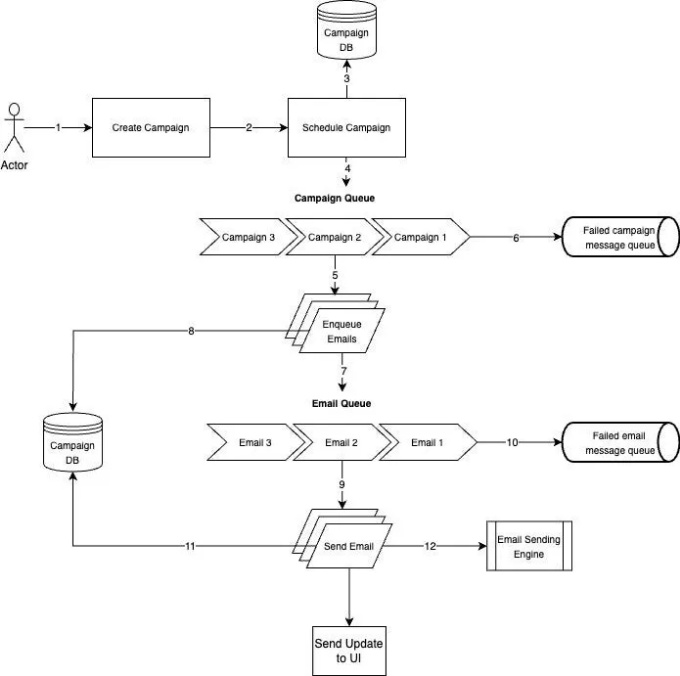 Campaign
DB
3
1
Create Campaign
2
Schedule Campaign
Actor
4
Campaign Queue
Campaign 3
Campaign 2
Campaign 1
6
Failed campaign
message queue
5
8
Enqueue
Emails
7
Email Queue
Campaign
DB
Email 3
Email 2
Email 1
10
Failed email
message queue
9
11
Send Email
12
Email Sending
Engine
Send Update
to UI